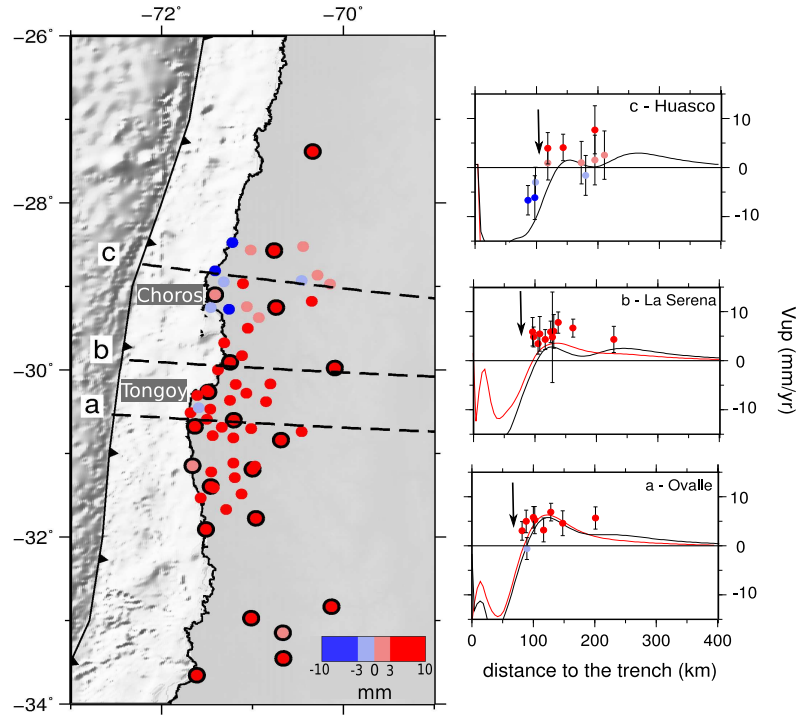 −72˚ −70˚
−26˚
−28˚
−30˚
−32˚
−34˚
c
Choros
b
Tongoy
a
-10 -3 0 3 10
mm
c - Huasco
10
0
-10
b - La Serena
10
0
-10
Vup (mm/yr)
a - Ovalle
10
0
-10
0 100 200 300 400
distance to the trench (km)